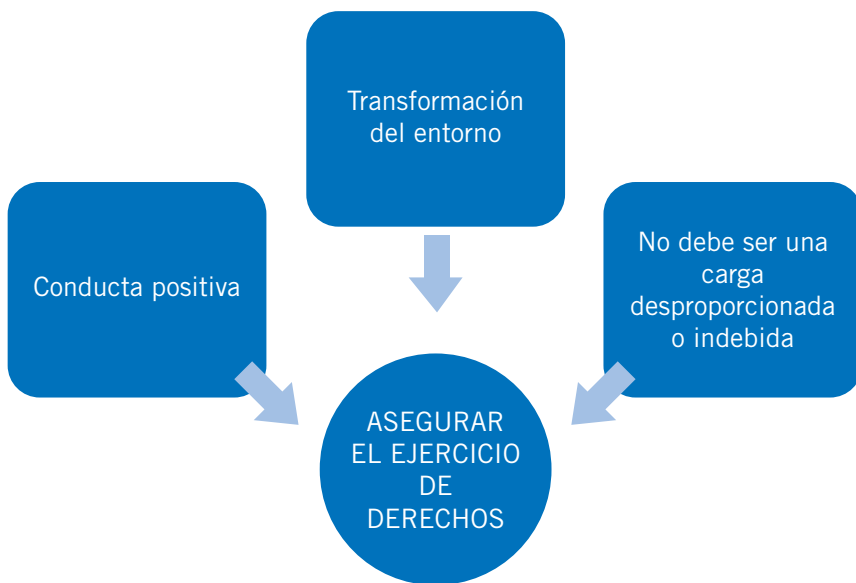 Transformación
del entorno
Conducta positiva
No debe ser una
carga
desproporcionada
o indebida
ASEGURAR
EL EJERCICIO
DE
DERECHOS